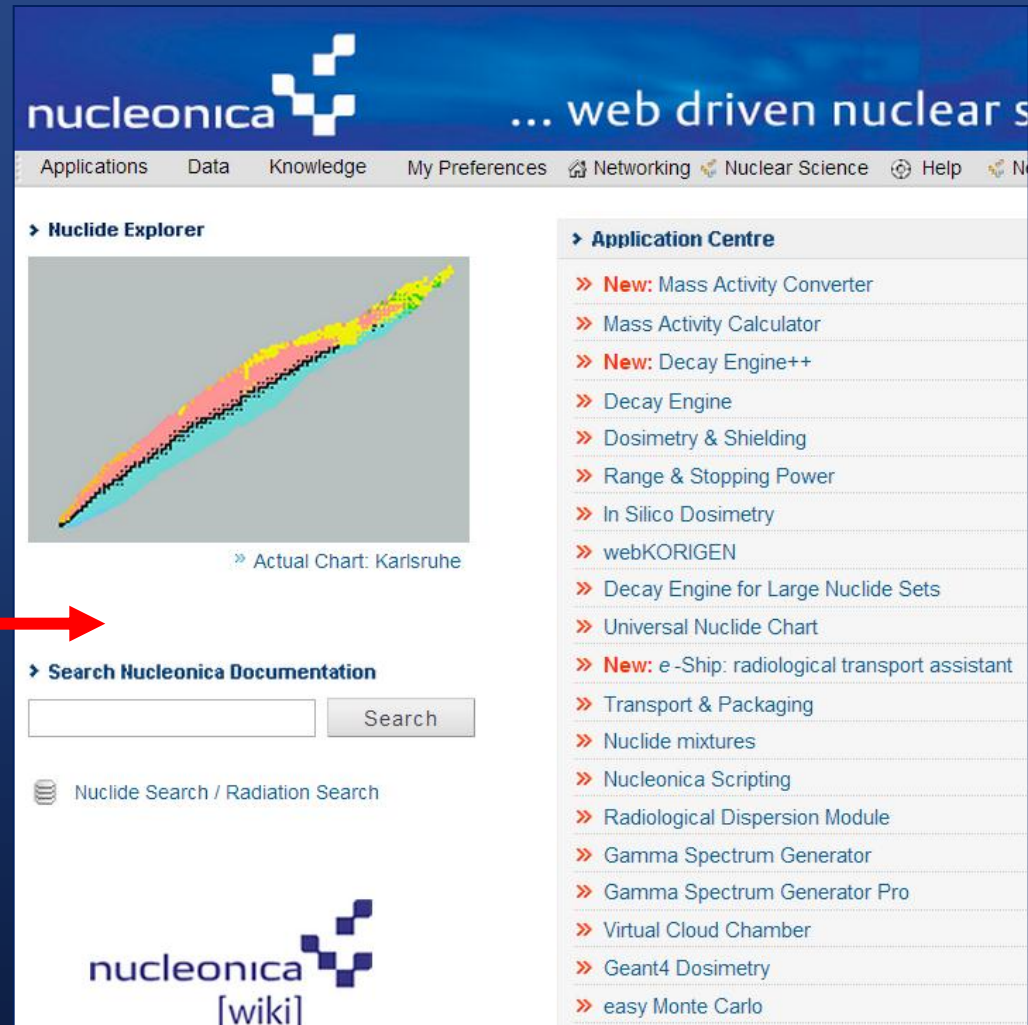 nucleonica
... web driven nuclear s
Applications Data Knowledge My Preferences Networking Nuclear Science Help N
Nuclide Explorer
» Actual Chart: Karlsruhe
Search Nucleonica Documentation
Search
Nuclide Search / Radiation Search
nucleonica
[wiki]
Application Centre
» New: Mass Activity Converter
» Mass Activity Calculator
» New: Decay Engine++
» Decay Engine
» Dosimetry & Shielding
» Range & Stopping Power
» In Silico Dosimetry
» webKORIGEN
» Decay Engine for Large Nuclide Sets
» Universal Nuclide Chart
» New: e-Ship: radiological transport assistant
» Transport & Packaging
» Nuclide mixtures
» Nucleonica Scripting
» Radiological Dispersion Module
» Gamma Spectrum Generator
» Gamma Spectrum Generator Pro
» Virtual Cloud Chamber
» Geant4 Dosimetry
» easy Monte Carlo